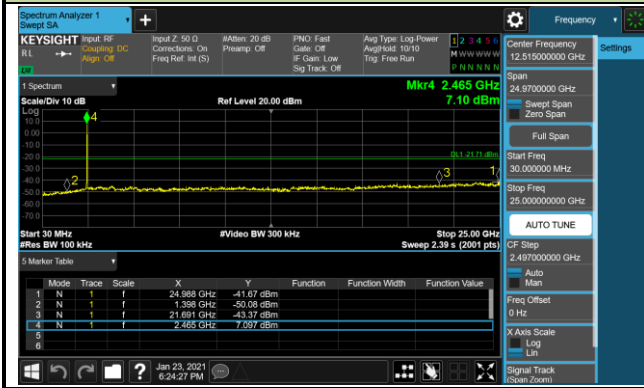 Spectrum Analyzer 1
Swept SA
+
Frequency
KEYSIGHT
RL
Input: RF
Coupling: DC
Align: Off
Input Z: 50 Ω
Corrections: On
Freq Ref: Int (S)
#Atten: 20 dB
Preamp: Off
PNO: Fast
Gate: Off
IF Gain: Low
Sig Track: Off
Avg Type: Log-Power
Avg|Hold: 10/10
Trig: Free Run
1 2 3 4 5 6
M W W W W W
P N N N N N
1 Spectrum
Scale/Div 10 dB
Log
Ref Level 20.00 dBm
Mkr4 2.465 GHz
7.10 dBm
10.0
0.00
-10.0
-20.0
-30.0
-40.0
-50.0
-60.0
-70.0
4
2
3
1
DL1 -21.71 dBm
Start 30 MHz
#Res BW 100 kHz
#Video BW 300 kHz
Stop 25.00 GHz
Sweep 2.39 s (2001 pts)
5 Marker Table
Mode Trace Scale X Y Function Function Width Function Value
1 N 1 f 24.988 GHz -41.67 dBm
2 N 1 f 1.398 GHz -50.08 dBm
3 N 1 f 21.691 GHz -43.37 dBm
4 N 1 f 2.465 GHz 7.097 dBm
5
6
?
Jan 23, 2021
6:24:27 PM
Center Frequency
12.515000000 GHz
Settings
Span
24.9700000 GHz
Swept Span
Zero Span
Full Span
Start Freq
30.000000 MHz
Stop Freq
25.000000000 GHz
AUTO TUNE
CF Step
2.497000000 GHz
Auto
Man
Freq Offset
0 Hz
X Axis Scale
Log
Lin
Signal Track
(Span Zoom)